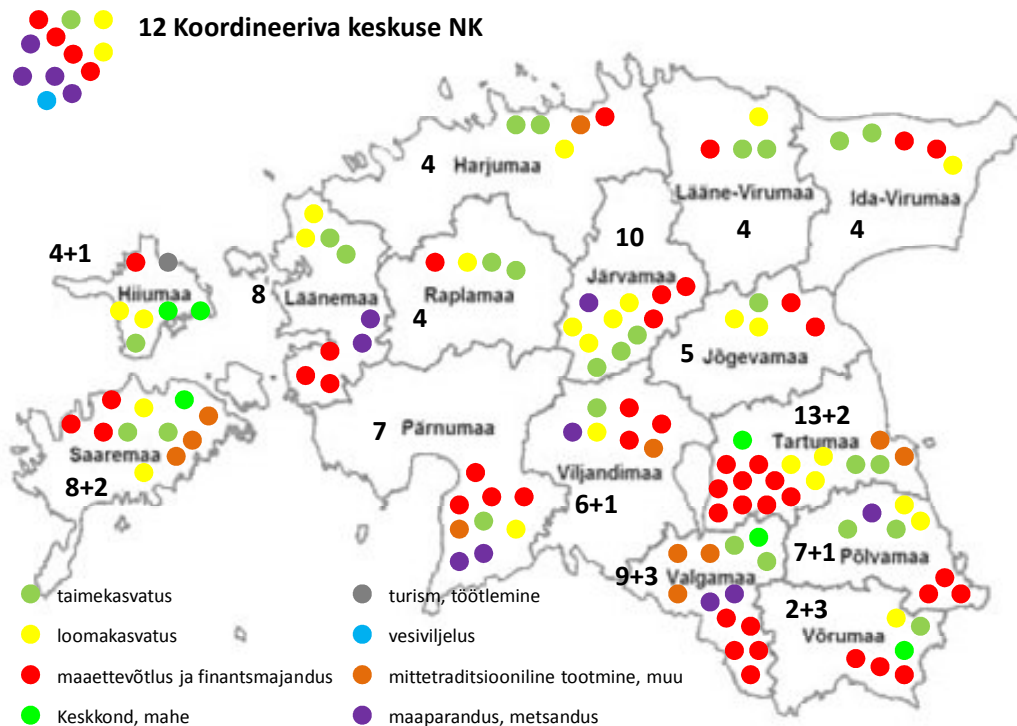 12 Koordineeriva keskuse NK
4 Harjumaa
Lääne-Virumaa
4
Ida-Virumaa
4
4+1
Hiiumaa
8 Läänemaa
Raplamaa
4
10
Järvamaa
5 Jõgevamaa
Saaremaa
8+2
7 Pärnumaa
Viljandimaa
6+1
13+2
Tartumaa
7+1 Põlvamaa
9+3 Valgamaa
2+3
Võrumaa
taimekasvatus
loomakasvatus
maaettevõtlus ja finantsmajandus
Keskkond, mahe
turism, töötlemine
vesiviljelus
mittetraditsiooniline tootmine, muu
maaparandus, metsandus